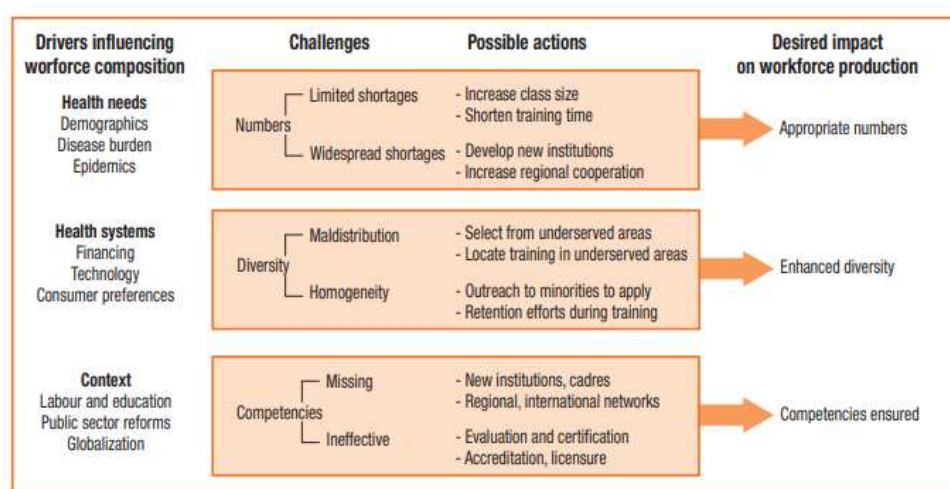 Drivers influencing
worforce composition
Challenges
Possible actions
Desired impact
on workforce production
Health needs
Demographics
Disease burden
Epidemics
Numbers
Limited shortages
- Increase class size
- Shorten training time
Widespread shortages
- Develop new institutions
- Increase regional cooperation
Appropriate numbers
Health systems
Financing
Technology
Consumer preferences
Diversity
Maldistribution
- Select from underserved areas
- Locate training in underserved areas
Homogeneity
- Outreach to minorities to apply
- Retention efforts during training
Enhanced diversity
Context
Labour and education
Public sector reforms
Globalization
Competencies
Missing
- New institutions, cadres
- Regional, international networks
Ineffective
- Evaluation and certification
- Accreditation, licensure
Competencies ensured